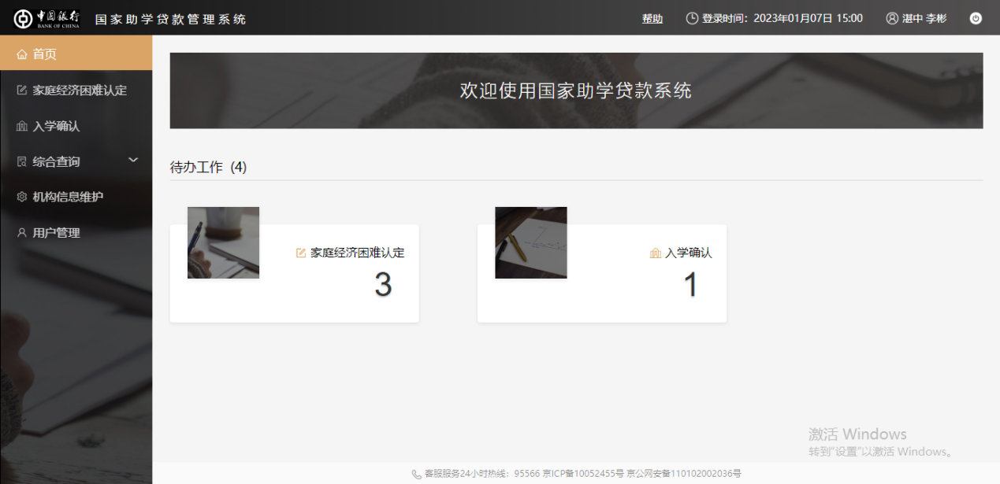 中国银行 国家助学贷款管理系统 帮助 登录时间：2023年01月07日 15:00 湛中 李彬
BANK OF CHINA
首页
家庭经济困难认定
入学确认
综合查询
机构信息维护
用户管理
欢迎使用国家助学贷款系统
待办工作 (4)
家庭经济困难认定
3
入学确认
1
激活 Windows
转到"设置"以激活 Windows。
客服服务24小时热线：95566 京ICP备10052455号 京公网安备110102002036号